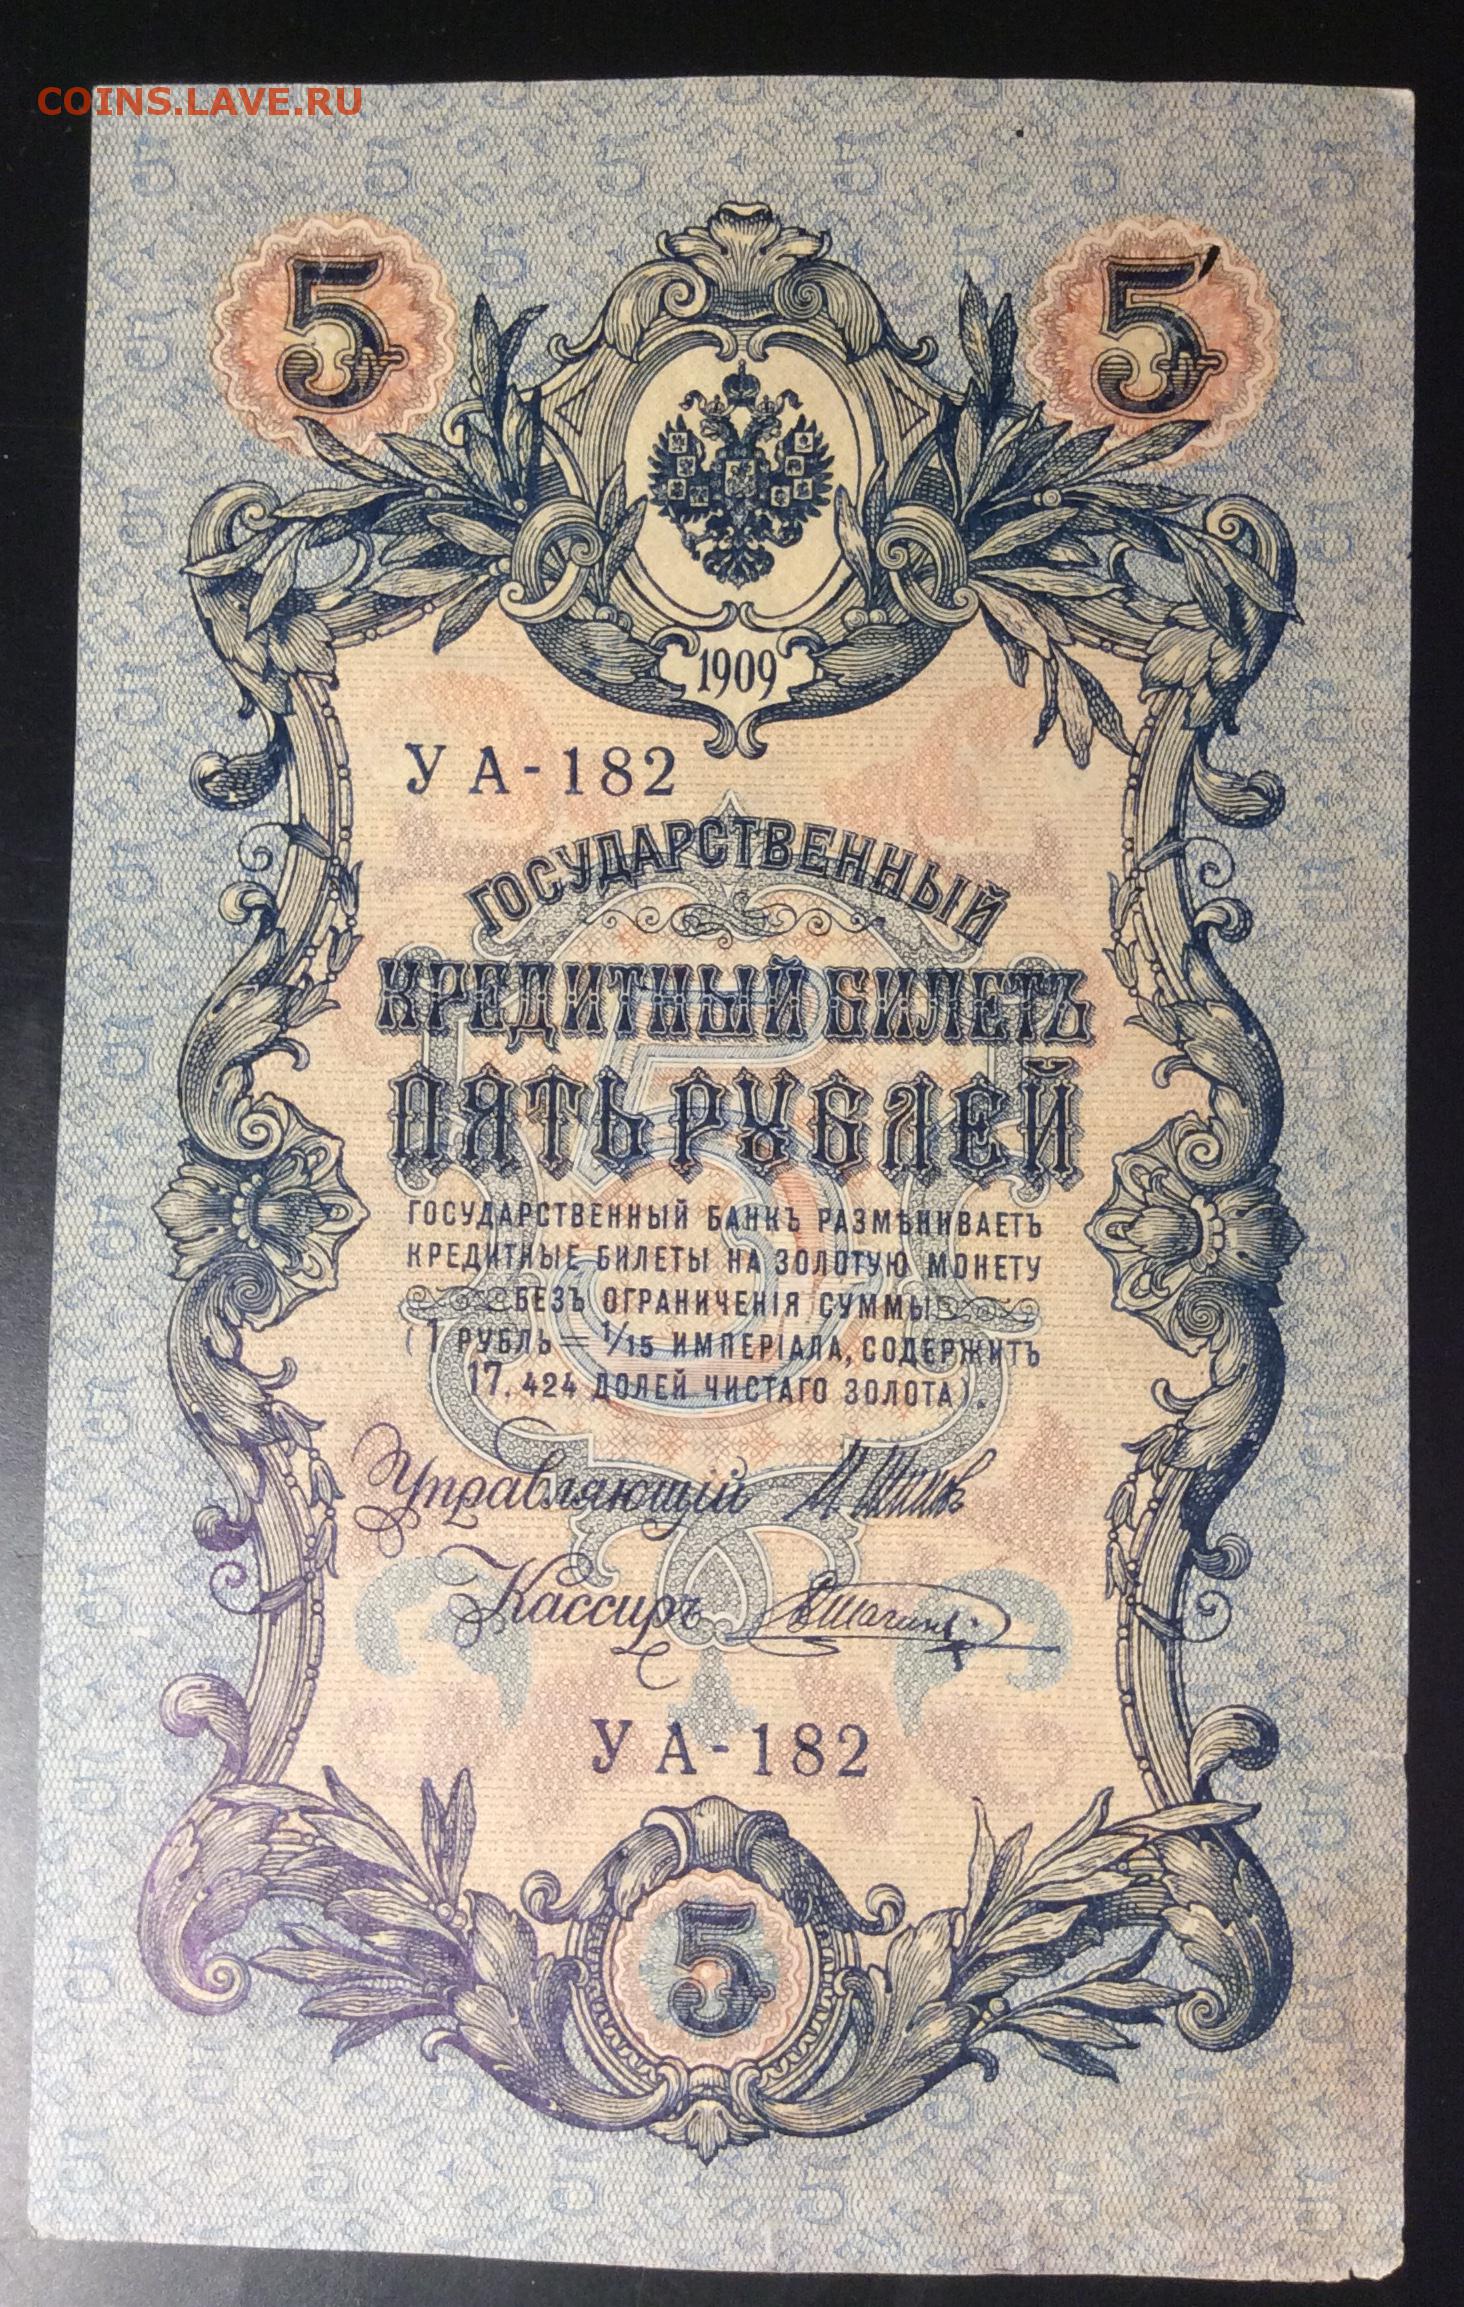 COINS.LAVE.RU
5 5
1909
УА-182
ГОСУДАРСТВЕННЫЙ
КРЕДИТНЫЙ БИЛЕТЪ
ПЯТЬ РУБЛЕЙ
ГОСУДАРСТВЕННЫЙ БАНКЪ РАЗМѢНИВАЕТЪ
КРЕДИТНЫЕ БИЛЕТЫ НА ЗОЛОТУЮ МОНЕТУ
БЕЗЪ ОГРАНИЧЕНІЯ СУММЫ
(1 РУБЛЬ = 1/15 ИМПЕРІАЛА, СОДЕРЖИТЪ
17,424 ДОЛЕЙ ЧИСТАГО ЗОЛОТА).
Управляющій
Кассиръ
УА-182
5